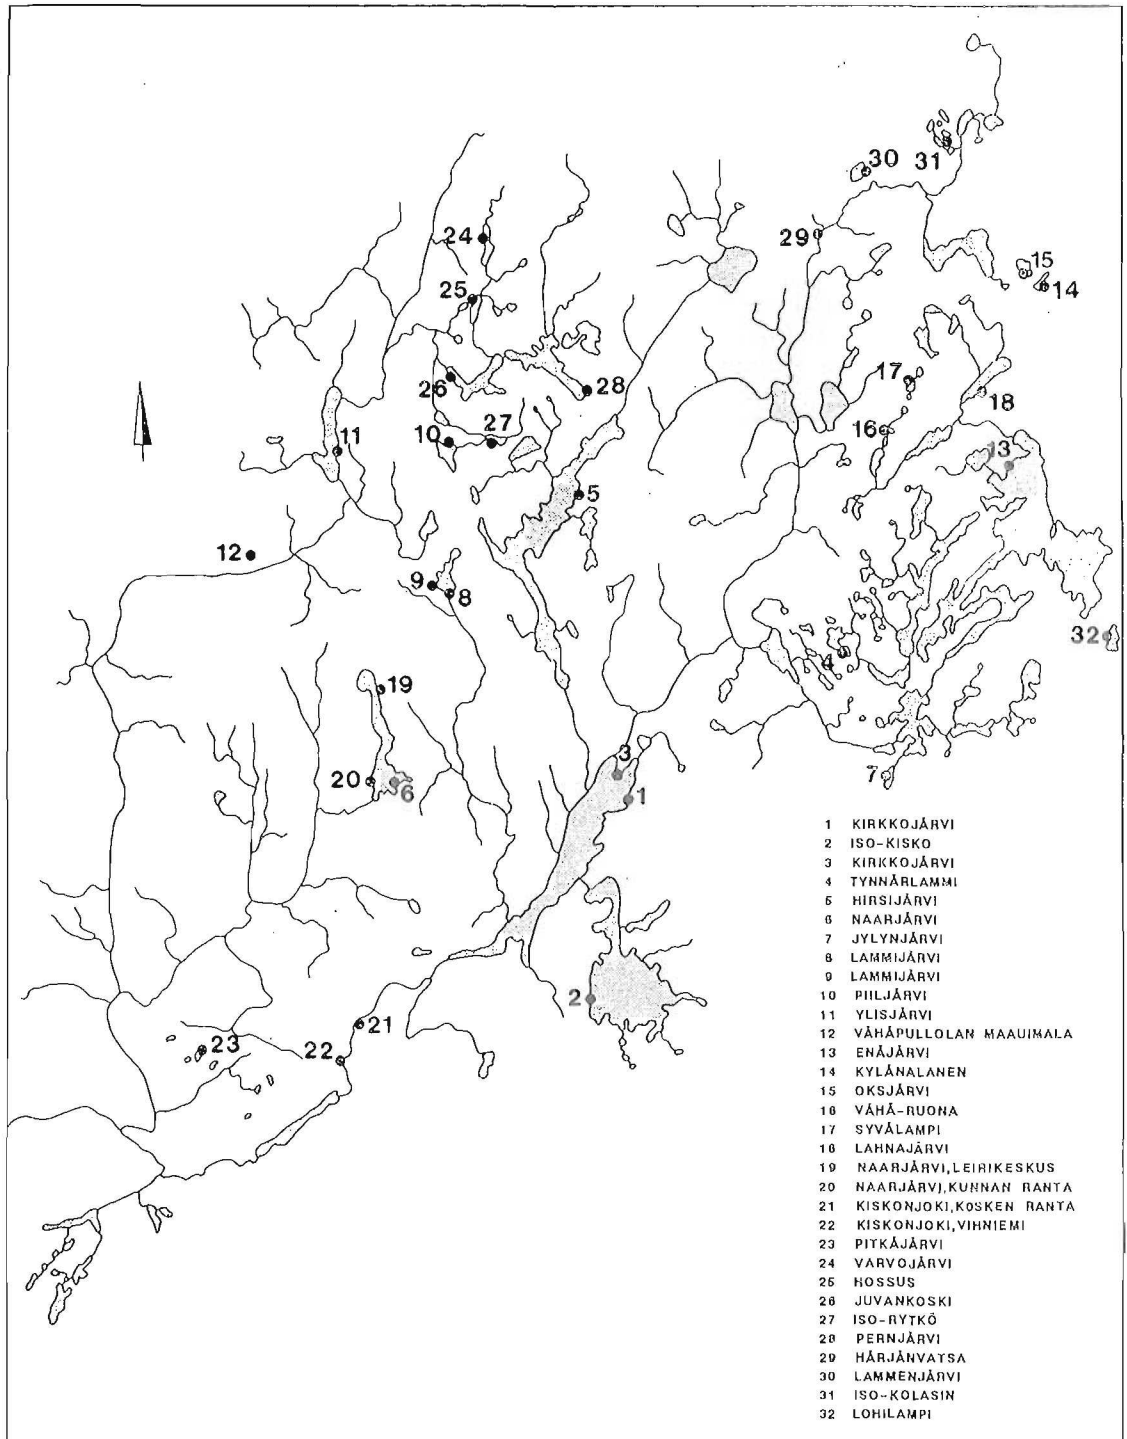 30
31
24
29
15
14
25
17
26
28
18
16
10
27
11
13
5
12
9
8
32
4
19
3
7
20
6
1
2
21
23
22
1 KIRKKOJÄRVI
2 ISO-KISKO
3 KIRKKOJÄRVI
4 TYNNÄRLAMMI
5 HIRSIJÄRVI
6 NAARJÄRVI
7 JYLYNJÄRVI
8 LAMMIJÄRVI
9 LAMMIJÄRVI
10 PIILJÄRVI
11 YLISJÄRVI
12 VÄHÄPULLOLAN MAAUIMALA
13 ENÄJÄRVI
14 KYLÄNALANEN
15 OKSJÄRVI
16 VÄHÄ-RUONA
17 SYVÄLAMPI
18 LAHNAJÄRVI
19 NAARJÄRVI,LEIRIKESKUS
20 NAARJÄRVI,KUNNAN RANTA
21 KISKONJOKI,KOSKEN RANTA
22 KISKONJOKI,VIHNIEMI
23 PITKÄJÄRVI
24 VARVOJÄRVI
25 HOSSUS
26 JUVANKOSKI
27 ISO-RYTKÖ
28 PERNJÄRVI
29 HÄRJÄNVATSA
30 LAMMENJÄRVI
31 ISO-KOLASIN
32 LOHILAMPI